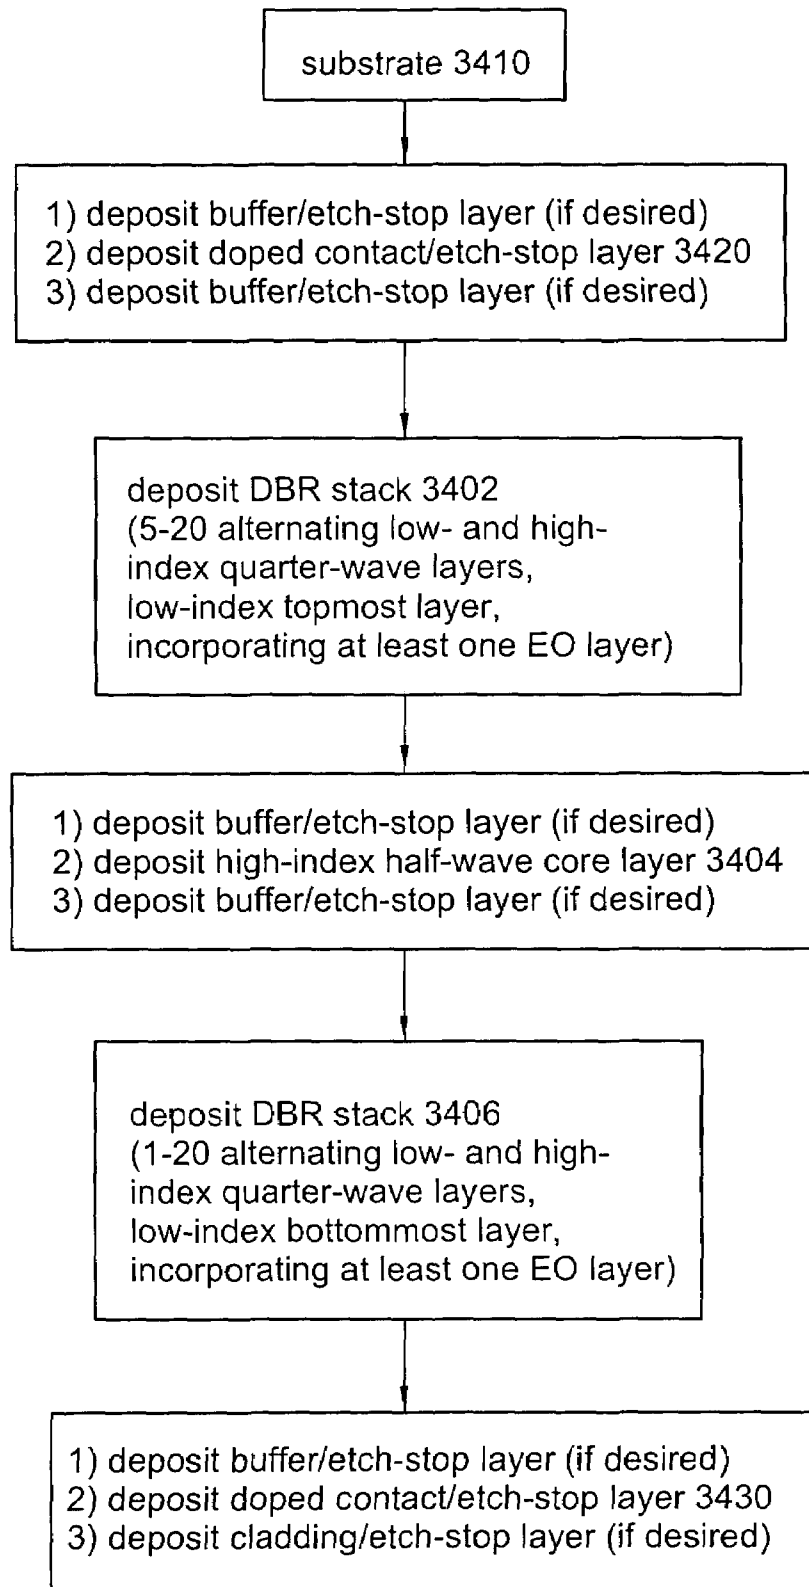 substrate 3410
1) deposit buffer/etch-stop layer (if desired)
2) deposit doped contact/etch-stop layer 3420
3) deposit buffer/etch-stop layer (if desired)
deposit DBR stack 3402
(5-20 alternating low- and high-
index quarter-wave layers,
low-index topmost layer,
incorporating at least one EO layer)
1) deposit buffer/etch-stop layer (if desired)
2) deposit high-index half-wave core layer 3404
3) deposit buffer/etch-stop layer (if desired)
deposit DBR stack 3406
(1-20 alternating low- and high-
index quarter-wave layers,
low-index bottommost layer,
incorporating at least one EO layer)
1) deposit buffer/etch-stop layer (if desired)
2) deposit doped contact/etch-stop layer 3430
3) deposit cladding/etch-stop layer (if desired)